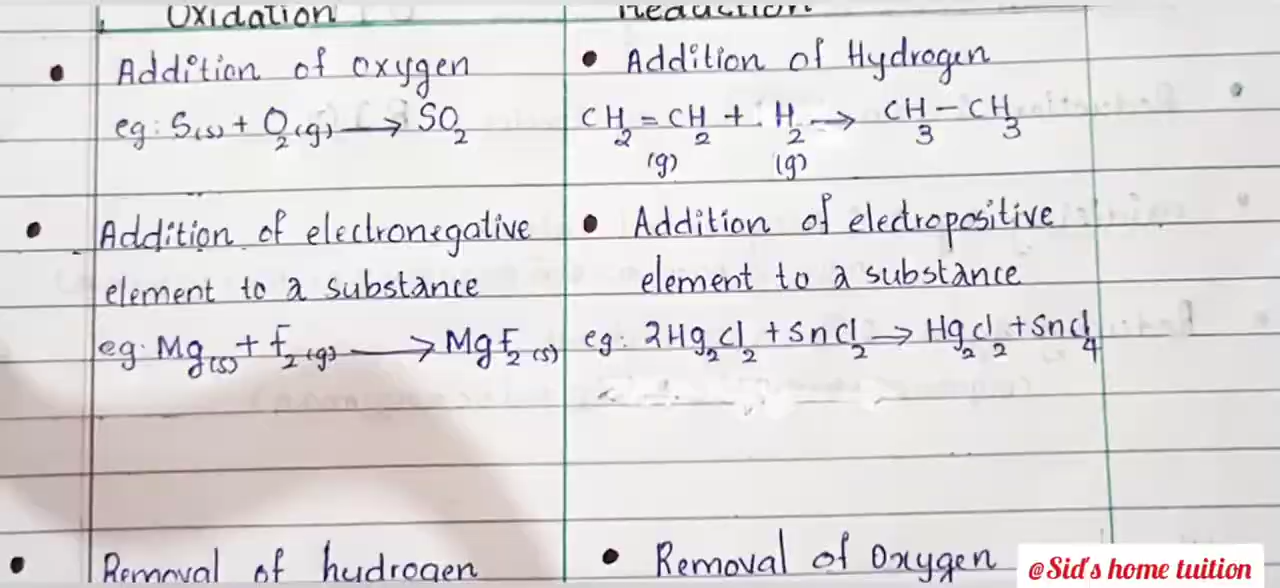 Oxidation
Reduction
• Addition of oxygen
eg: S(s) + O₂(g) → SO₂
• Addition of Hydrogen
CH₂=CH₂(g) + H₂(g) → CH₃-CH₃
• Addition of electronegative
element to a substance
eg: Mg(s) + F₂(g) → MgF₂(s)
• Addition of electropositive
element to a substance
eg: 2Hg₂Cl₂ + SnCl₂ → Hg₂Cl₂ + SnCl₄
• Removal of hydrogen
• Removal of Oxygen
@Sid's home tuition